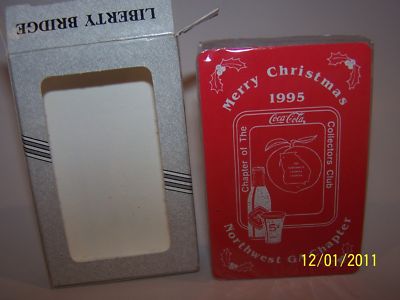 LIBERTY BRIDGE
Merry Christmas
1995
Coca-Cola
Chapter of The
Collectors Club
5¢
Northwest GA Chapter
12/01/2011